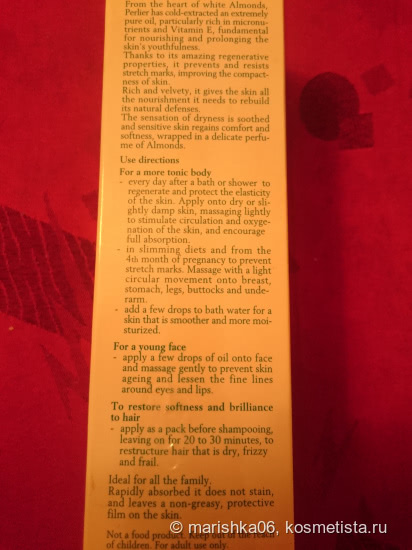 From the heart of white Almonds,
Perlier has cold-extracted an extremely
pure oil, particularly rich in micronu-
trients and Vitamin E, fundamental
for nourishing and prolonging the
skin's youthfulness.
Thanks to its amazing regenerative
properties, it prevents and resists
stretch marks, improving the compact-
ness of skin.
Rich and velvety, it gives the skin all
the nourishment it needs to rebuild
its natural defenses.
The sensation of dryness is soothed
and sensitive skin regains comfort and
softness, wrapped in a delicate perfu-
me of Almonds.
Use directions
For a more tonic body
- every day after a bath or shower to
regenerate and protect the elasticity
of the skin. Apply onto dry or sli-
ghtly damp skin, massaging lightly
to stimulate circulation and oxyge-
nation of the skin, and encourage
full absorption.
- in slimming diets and from the
4th month of pregnancy to prevent
stretch marks. Massage with a light
circular movement onto breast,
stomach, legs, buttocks and unde-
rarm.
- add a few drops to bath water for a
skin that is smoother and more moi-
sturized.
For a young face
- apply a few drops of oil onto face
and massage gently to prevent skin
ageing and lessen the fine lines
around eyes and lips.
To restore softness and brilliance
to hair
- apply as a pack before shampooing,
leaving on for 20 to 30 minutes, to
restructure hair that is dry, frizzy
and frail.
Ideal for all the family.
Rapidly absorbed it does not stain,
and leaves a non-greasy, protective
film on the skin.
Not a food product. Keep out of the reach
of children. For adult use only.
© marishka06, kosmetista.ru